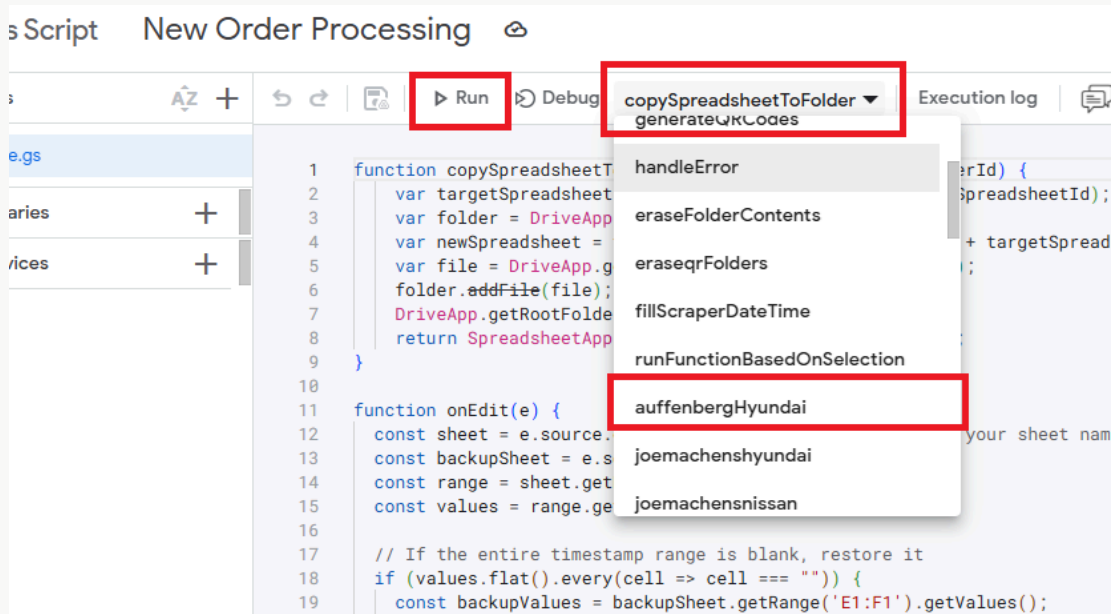 s Script New Order Processing
AZ Run Debug copySpreadsheetToFolder Execution log
generateQRCodes
handleError
eraseFolderContents
eraseqrFolders
fillScraperDateTime
runFunctionBasedOnSelection
auffenbergHyundai
joemachenshyundai
joemachensnissan
e.gs
aries
vices
1 function copySpreadsheetT erId) {
2 var targetSpreadsheet SpreadsheetId);
3 var folder = DriveApp
4 var newSpreadsheet = + targetSpread
5 var file = DriveApp.g ;
6 folder.addFile(file);
7 DriveApp.getRootFolde
8 return SpreadsheetApp ;
9 }
10
11 function onEdit(e) {
12 const sheet = e.source. your sheet nam
13 const backupSheet = e.s
14 const range = sheet.get
15 const values = range.ge
16
17 // If the entire timestamp range is blank, restore it
18 if (values.flat().every(cell => cell === "")) {
19 const backupValues = backupSheet.getRange('E1:F1').getValues();